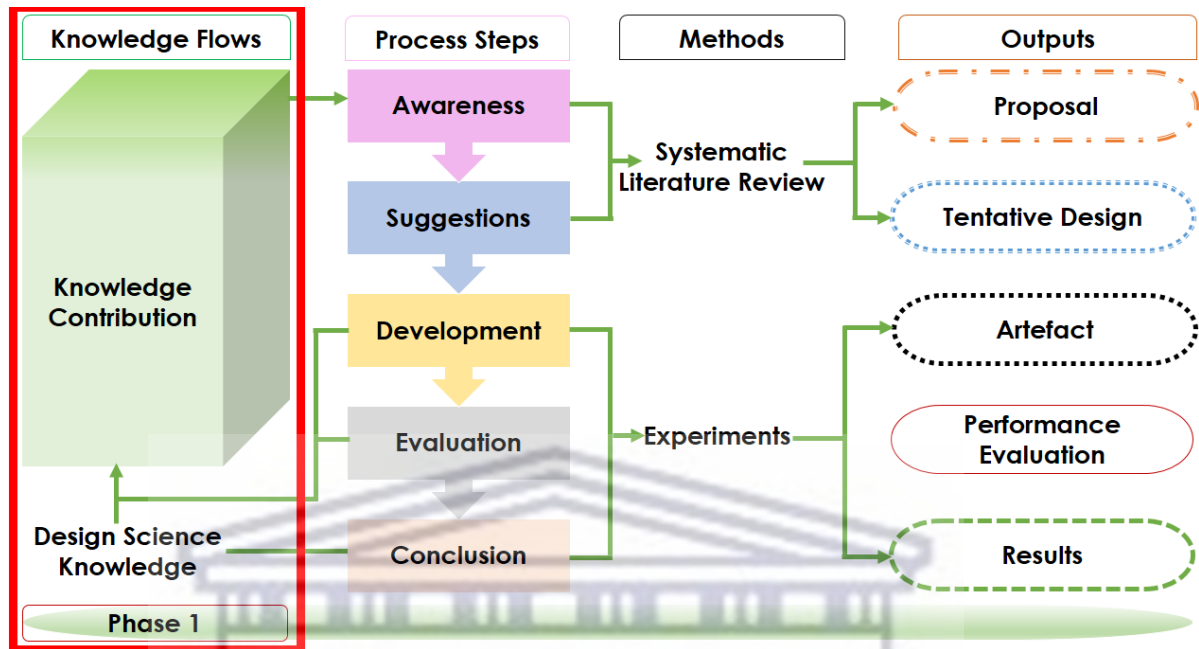 Knowledge Flows
Process Steps
Methods
Outputs
Awareness
Proposal
Systematic
Literature Review
Suggestions
Tentative Design
Knowledge
Contribution
Development
Artefact
Evaluation
Experiments
Performance
Evaluation
Design Science
Knowledge
Conclusion
Results
Phase 1